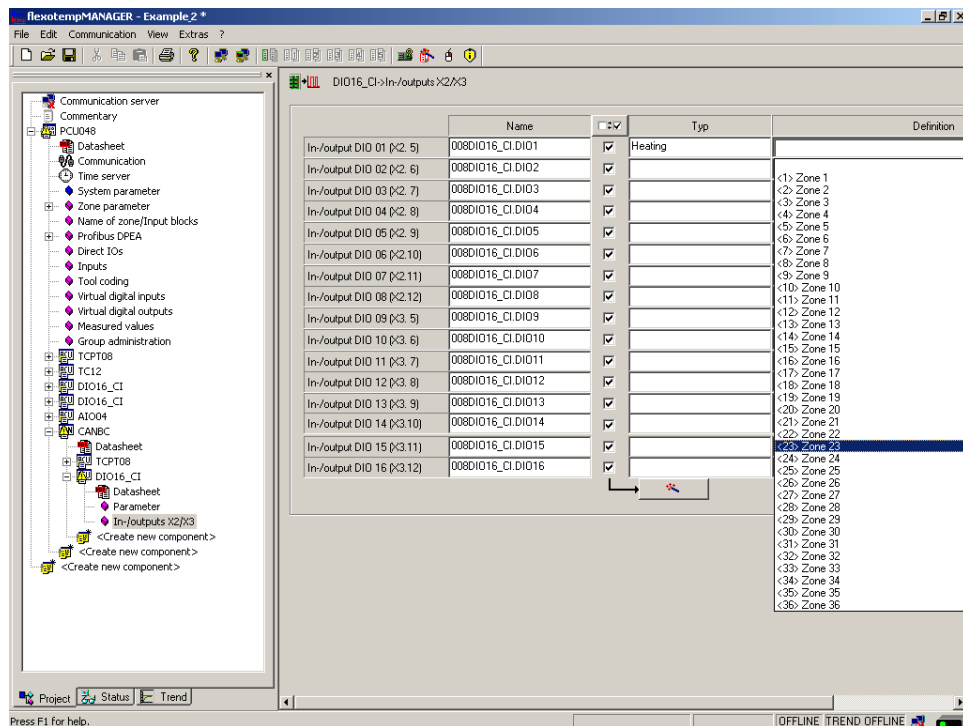 flexotempMANAGER - Example_2 *
File Edit Communication View Extras ?
DIO16_CI->In-/outputs X2/X3
Communication server
Commentary
PCU048
Datasheet
Communication
Time server
System parameter
Zone parameter
Name of zone/Input blocks
Profibus DPEA
Direct IOs
Inputs
Tool coding
Virtual digital inputs
Virtual digital outputs
Measured values
Group administration
TCPT08
TC12
DIO16_CI
DIO16_CI
AIO04
CANBC
Datasheet
TCPT08
DIO16_CI
Datasheet
Parameter
In-/outputs X2/X3
<Create new component>
<Create new component>
<Create new component>
Name Typ Definition
In-/output DIO 01 (X2. 5) 008DIO16_CI.DIO1 Heating
In-/output DIO 02 (X2. 6) 008DIO16_CI.DIO2
In-/output DIO 03 (X2. 7) 008DIO16_CI.DIO3
In-/output DIO 04 (X2. 8) 008DIO16_CI.DIO4
In-/output DIO 05 (X2. 9) 008DIO16_CI.DIO5
In-/output DIO 06 (X2.10) 008DIO16_CI.DIO6
In-/output DIO 07 (X2.11) 008DIO16_CI.DIO7
In-/output DIO 08 (X2.12) 008DIO16_CI.DIO8
In-/output DIO 09 (X3. 5) 008DIO16_CI.DIO9
In-/output DIO 10 (X3. 6) 008DIO16_CI.DIO10
In-/output DIO 11 (X3. 7) 008DIO16_CI.DIO11
In-/output DIO 12 (X3. 8) 008DIO16_CI.DIO12
In-/output DIO 13 (X3. 9) 008DIO16_CI.DIO13
In-/output DIO 14 (X3.10) 008DIO16_CI.DIO14
In-/output DIO 15 (X3.11) 008DIO16_CI.DIO15
In-/output DIO 16 (X3.12) 008DIO16_CI.DIO16
<1> Zone 1
<2> Zone 2
<3> Zone 3
<4> Zone 4
<5> Zone 5
<6> Zone 6
<7> Zone 7
<8> Zone 8
<9> Zone 9
<10> Zone 10
<11> Zone 11
<12> Zone 12
<13> Zone 13
<14> Zone 14
<15> Zone 15
<16> Zone 16
<17> Zone 17
<18> Zone 18
<19> Zone 19
<20> Zone 20
<21> Zone 21
<22> Zone 22
<23> Zone 23
<24> Zone 24
<25> Zone 25
<26> Zone 26
<27> Zone 27
<28> Zone 28
<29> Zone 29
<30> Zone 30
<31> Zone 31
<32> Zone 32
<33> Zone 33
<34> Zone 34
<35> Zone 35
<36> Zone 36
Project Status Trend
Press F1 for help.
OFFLINE TREND OFFLINE